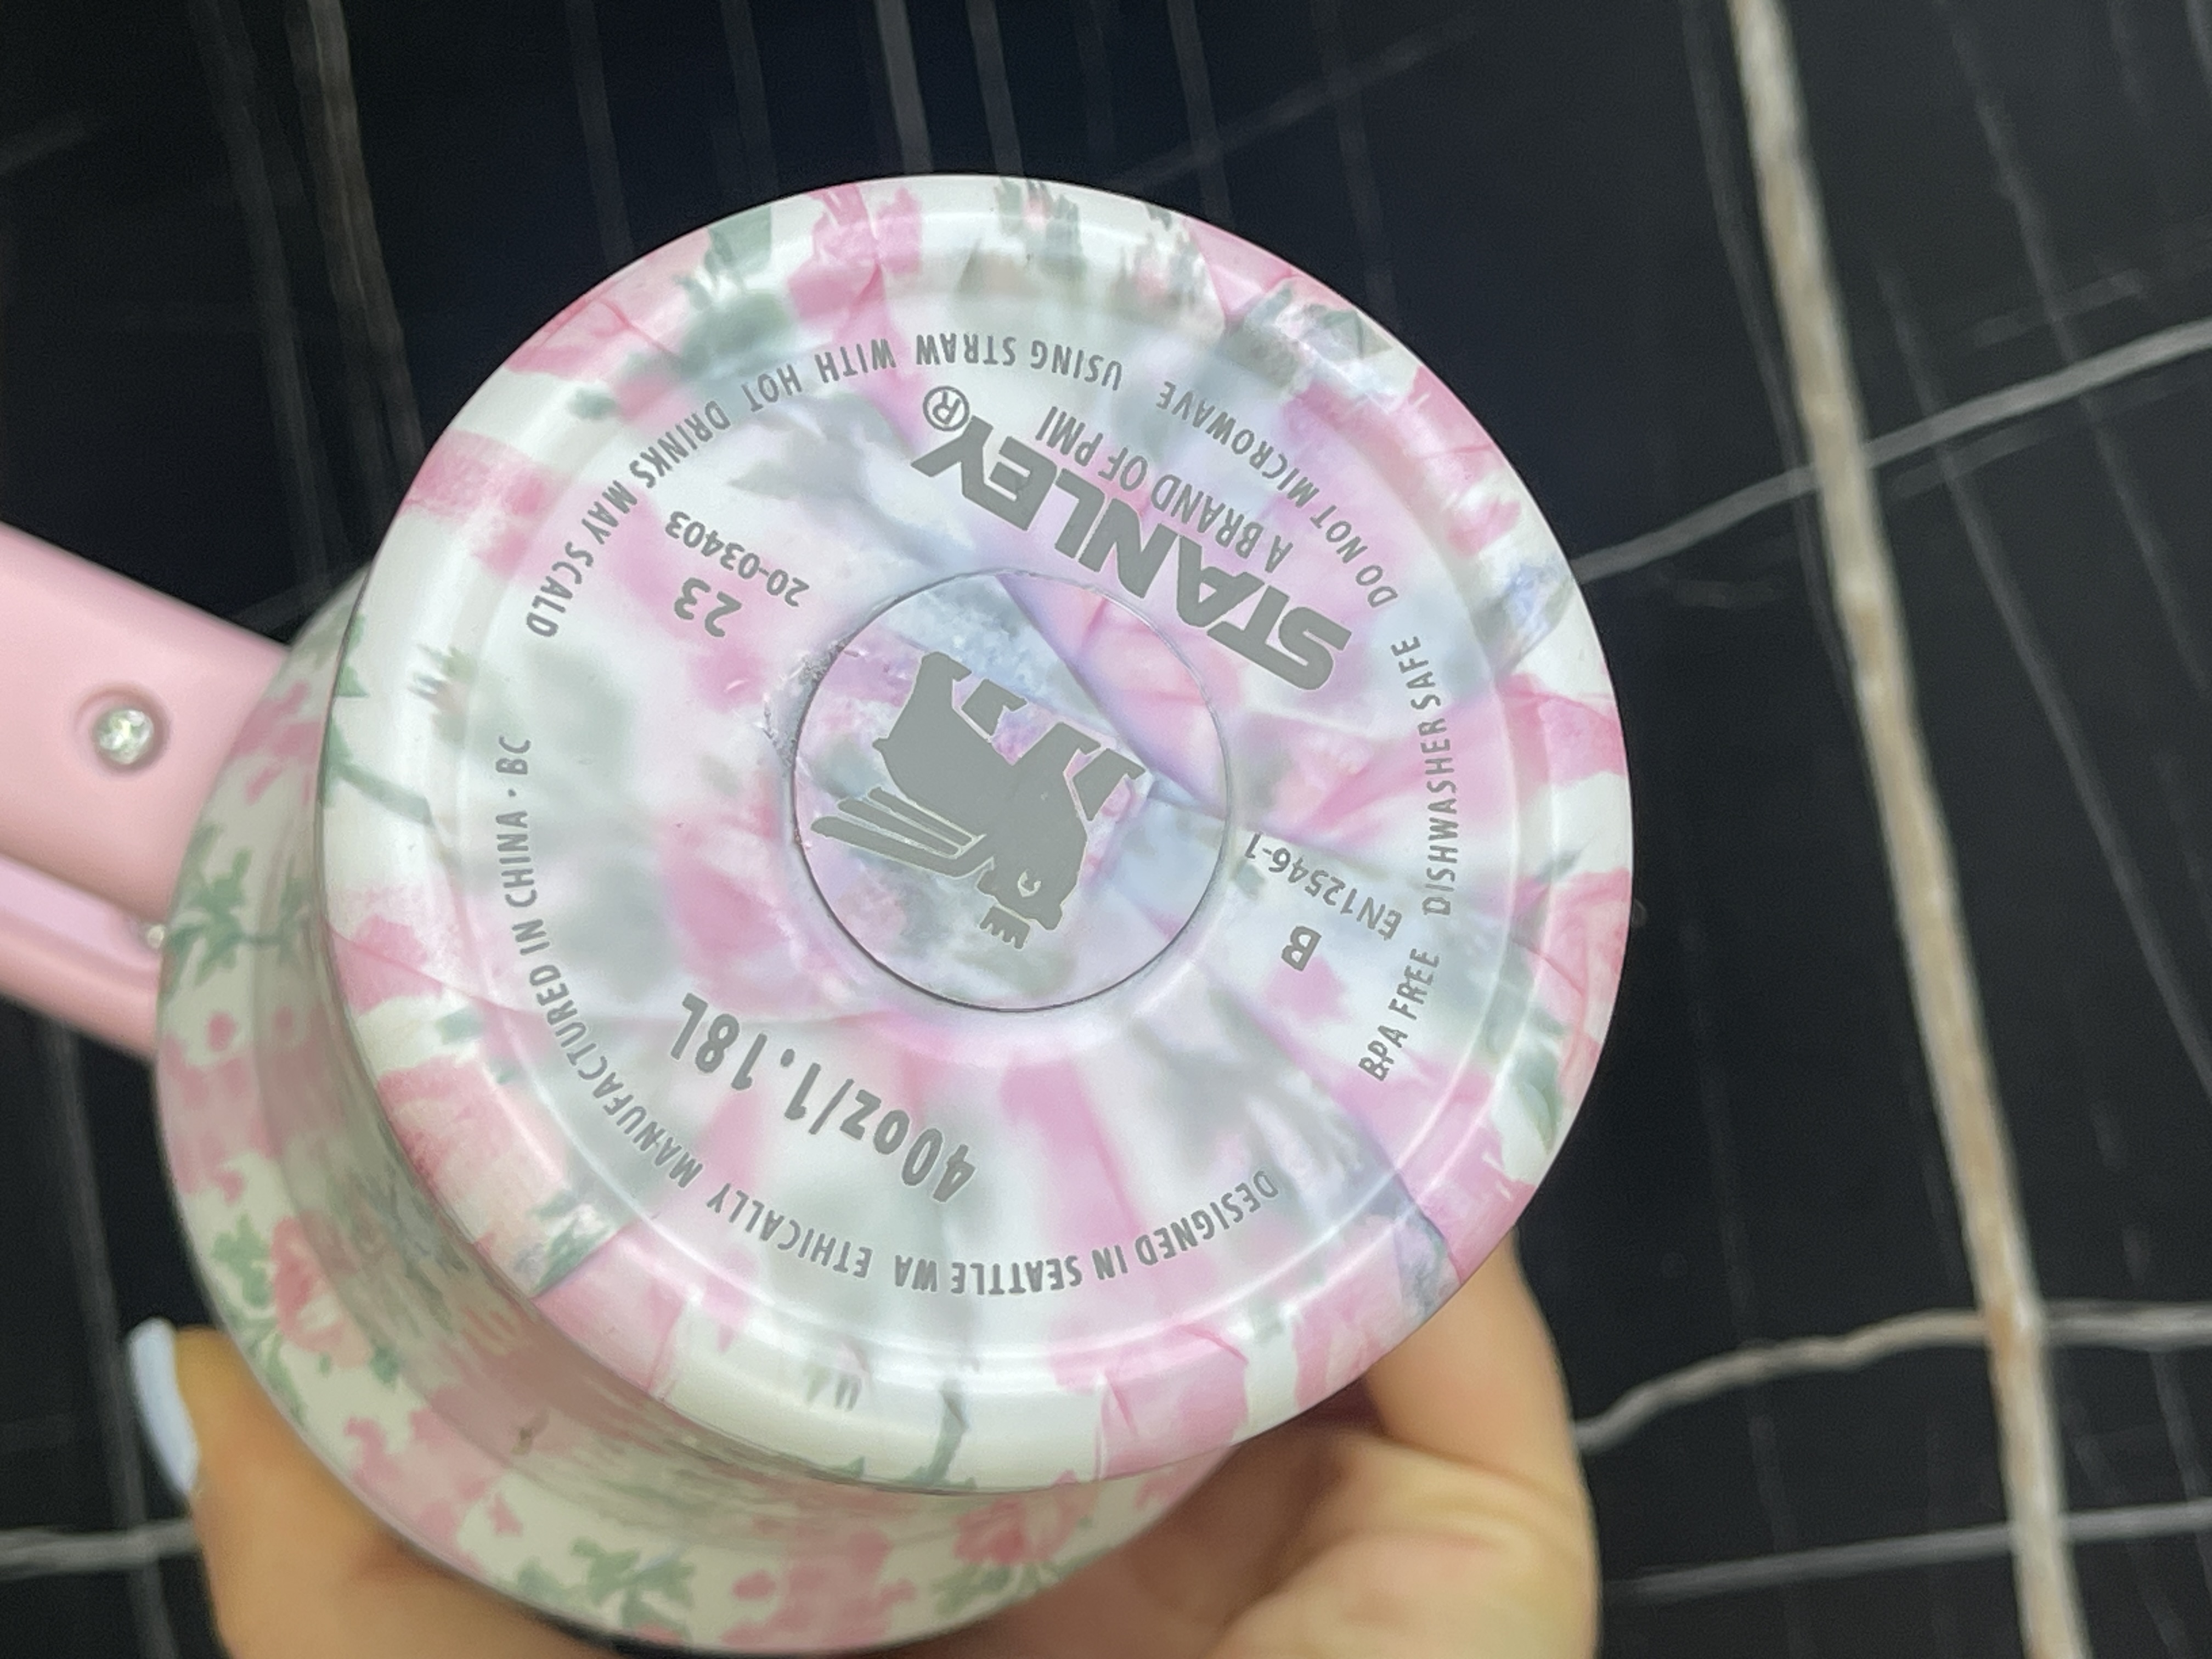 STANLEY®
A BRAND OF PMI
23
20-03403
B
EN12546-1
40oz/1.18L
BPA FREE DISHWASHER SAFE DO NOT MICROWAVE USING STRAW WITH HOT DRINKS MAY SCALD
DESIGNED IN SEATTLE WA ETHICALLY MANUFACTURED IN CHINA · BC